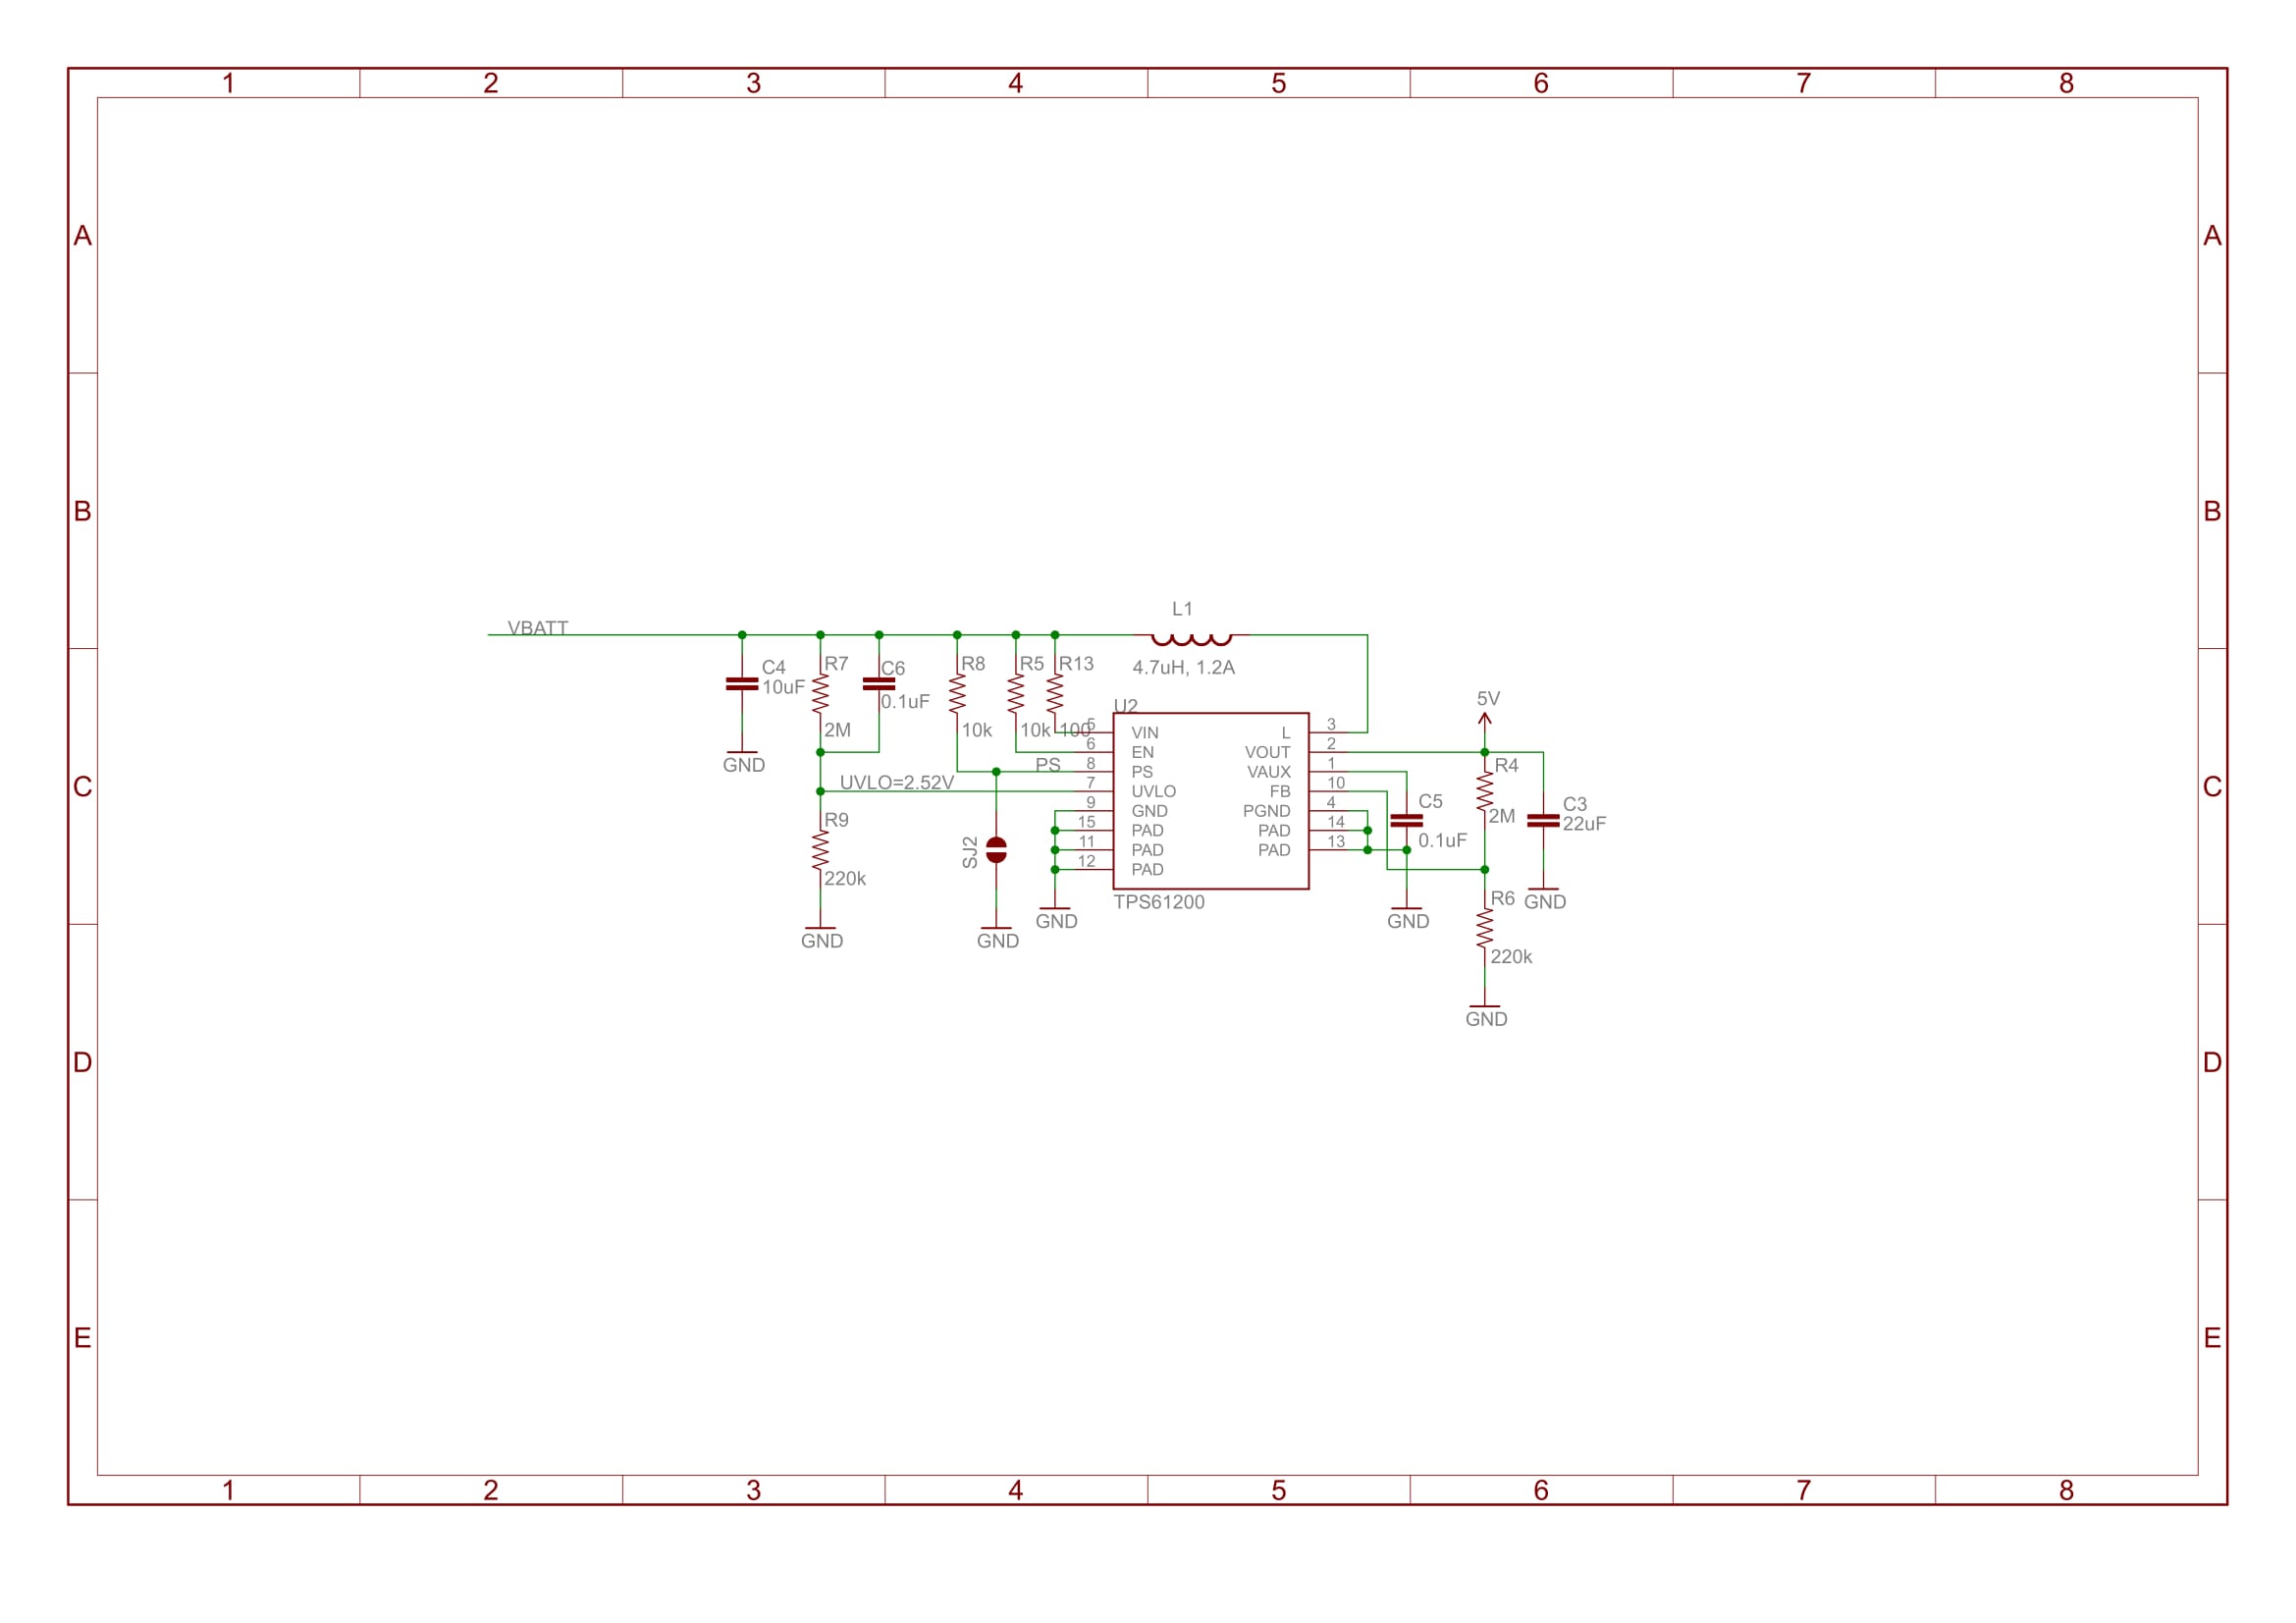 1 2 3 4 5 6 7 8
A A
B B
L1
VBATT
4.7uH, 1.2A
C4
10uF
R7
2M
C6
0.1uF
R8
10k
R5
10k
R13
100
GND
U2
5 VIN L 3
6 EN VOUT 2
PS 8 PS VAUX 1
UVLO=2.52V 7 UVLO FB 10
9 GND PGND 4
15 PAD PAD 14
11 PAD PAD 13
12 PAD
TPS61200
5V
R4
2M
C5
0.1uF
C3
22uF
C C
R9
220k
SJ2
GND
GND
GND
GND
R6
220k
GND
GND
D D
E E
1 2 3 4 5 6 7 8